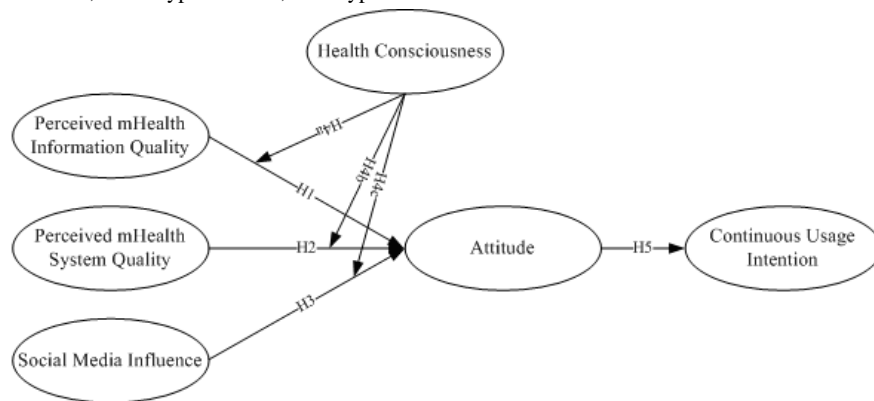 Health Consciousness
Perceived mHealth
Information Quality
H4a
H4b
H4c
H1
Perceived mHealth
System Quality
H2
Attitude
H5
Continuous Usage
Intention
H3
Social Media Influence